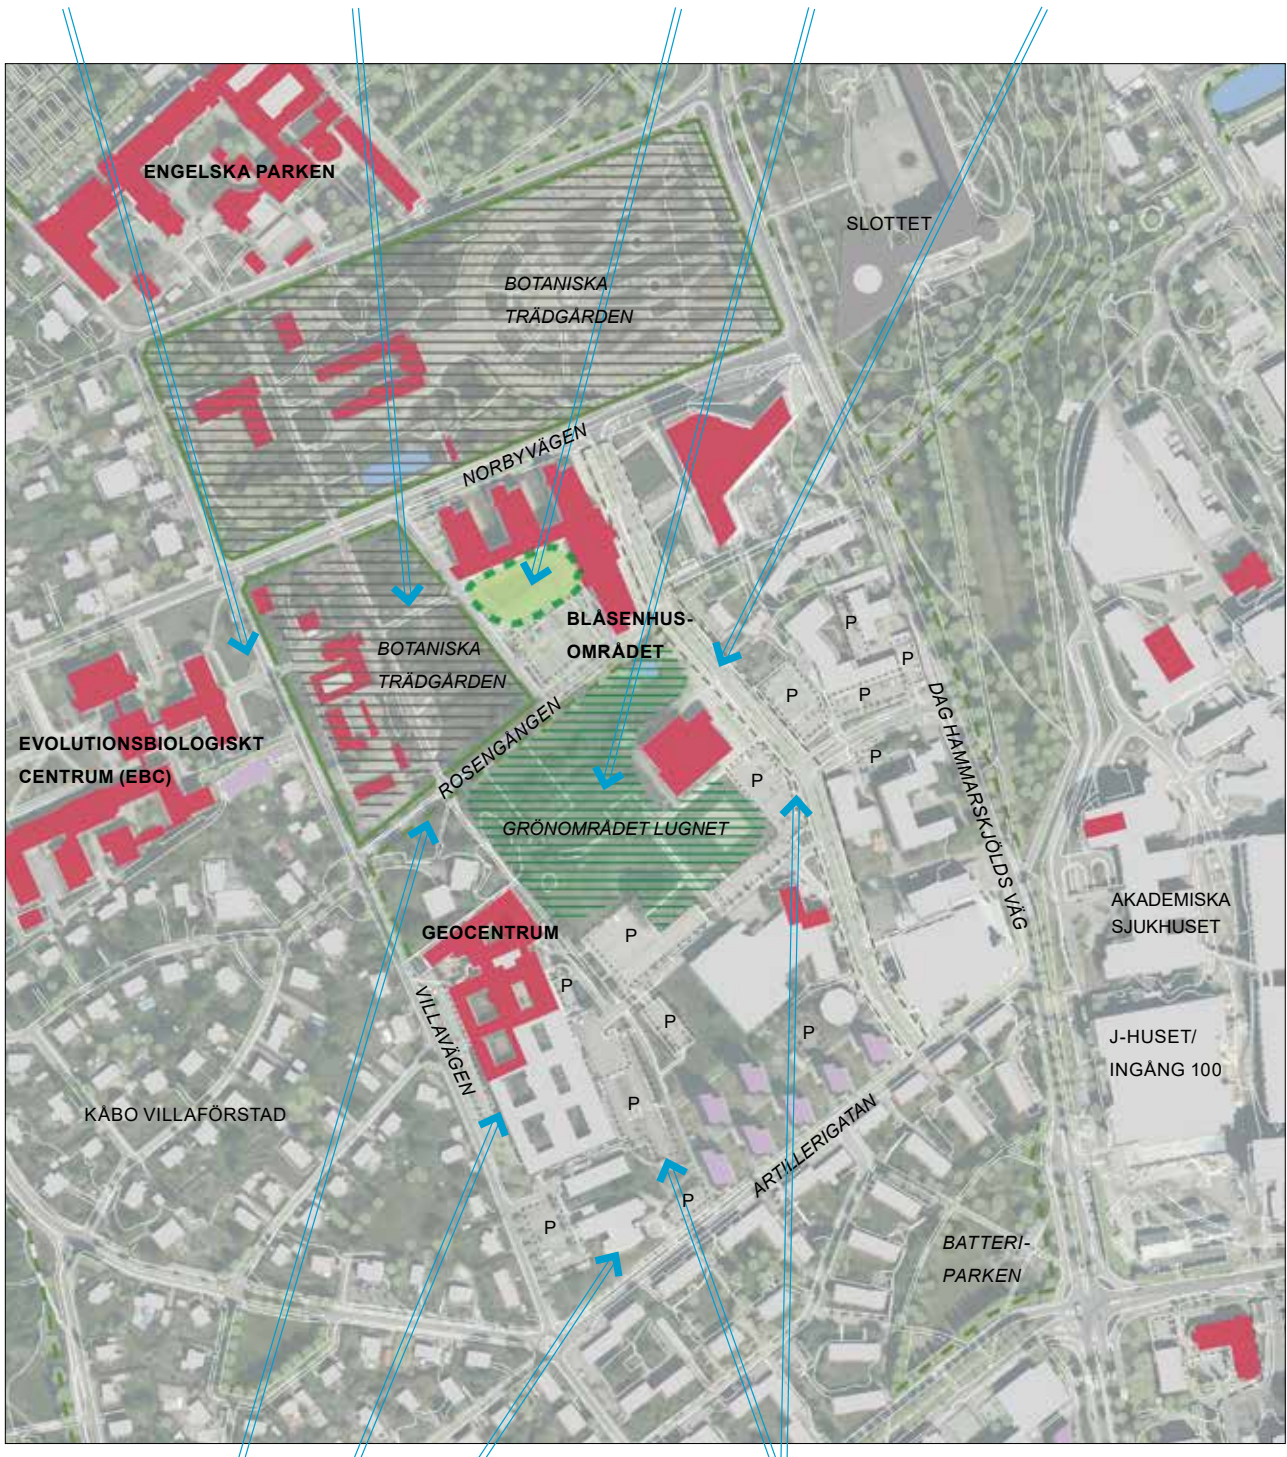 ENGELSKA PARKEN
SLOTTET
BOTANISKA
TRÄDGÅRDEN
NORBYVÄGEN
BLÅSENHUS-
OMRÅDET
BOTANISKA
TRÄDGÅRDEN
P
P
P
P
P
P
DAG HAMMARSKJÖLDS VÄG
EVOLUTIONSBIOLOGISKT
CENTRUM (EBC)
ROSENGÅNGEN
GRÖNOMRÅDET LUGNET
AKADEMISKA
SJUKHUSET
GEOCENTRUM
P
P
P
P
VILLAVÄGEN
J-HUSET/
INGÅNG 100
KÅBO VILLAFÖRSTAD
P
ARTILLERIGATAN
P
P
BATTERI-
PARKEN